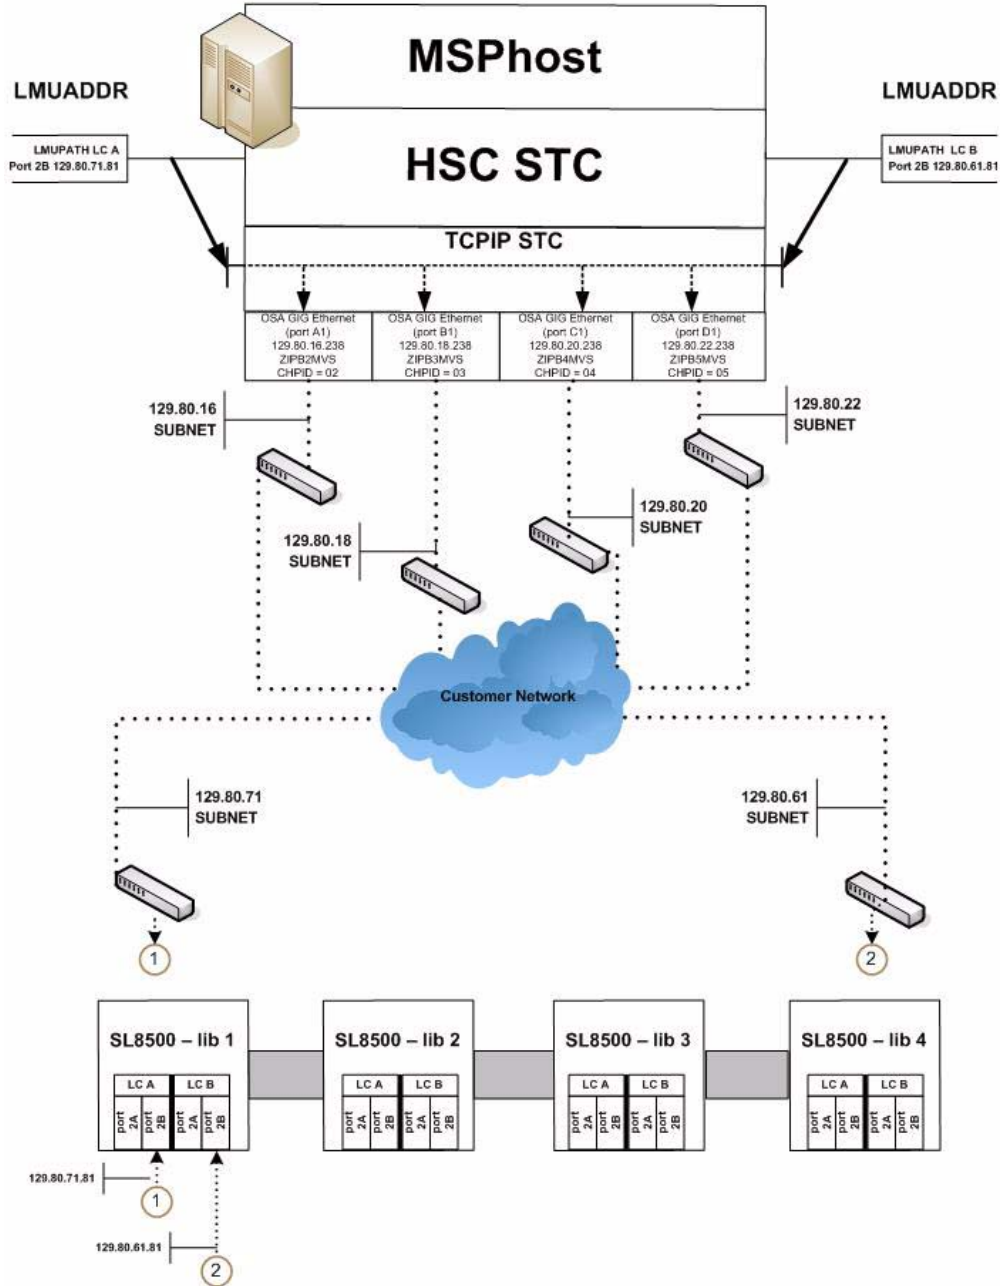 MSPhost
LMUADDR
LMUADDR
LMUPATH LC A
Port 2B 129.80.71.81
HSC STC
LMUPATH LC B
Port 2B 129.80.61.81
TCPIP STC
OSA GIG Ethernet
(port A1)
129.80.16.238
ZIPB2MVS
CHPID = 02
OSA GIG Ethernet
(port B1)
129.80.18.238
ZIPB3MVS
CHPID = 03
OSA GIG Ethernet
(port C1)
129.80.20.238
ZIPB4MVS
CHPID = 04
OSA GIG Ethernet
(port D1)
129.80.22.238
ZIPB5MVS
CHPID = 05
129.80.16
SUBNET
129.80.22
SUBNET
129.80.18
SUBNET
129.80.20
SUBNET
Customer Network
129.80.71
SUBNET
129.80.61
SUBNET
1
2
SL8500 – lib 1
LC A
LC B
port 2A
port 2B
port 2A
port 2B
SL8500 – lib 2
LC A
LC B
port 2A
port 2B
port 2A
port 2B
SL8500 – lib 3
LC A
LC B
port 2A
port 2B
port 2A
port 2B
SL8500 – lib 4
LC A
LC B
port 2A
port 2B
port 2A
port 2B
129.80.71.81
1
129.80.61.81
2